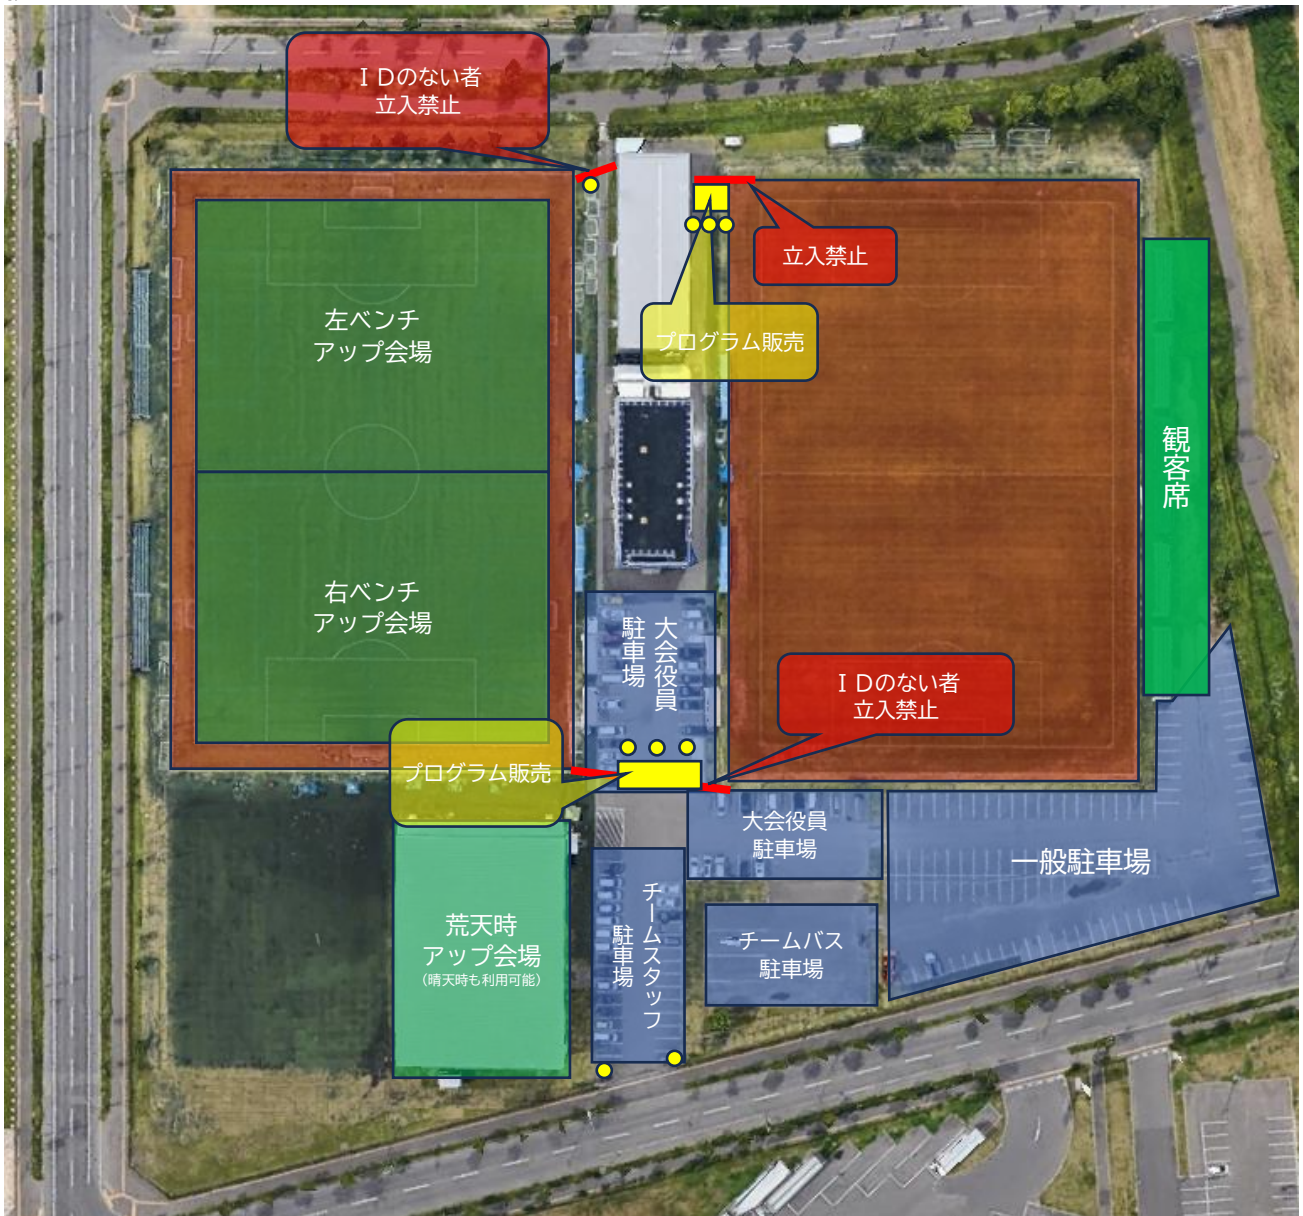 ＩＤのない者
立入禁止
立入禁止
プログラム販売
左ベンチ
アップ会場
右ベンチ
アップ会場
観客席
大会役員
駐車場
ＩＤのない者
立入禁止
プログラム販売
大会役員
駐車場
一般駐車場
チームスタッフ
駐車場
チームバス
駐車場
荒天時
アップ会場
（晴天時も利用可能）